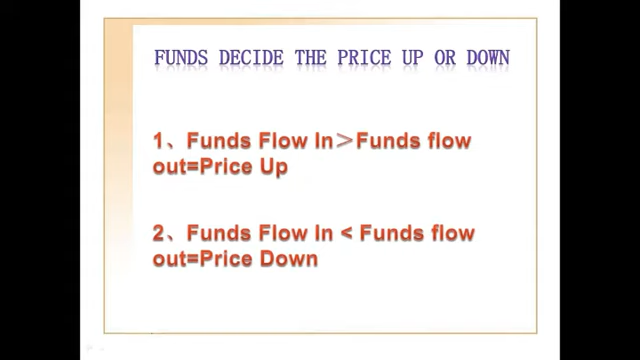 FUNDS DECIDE THE PRICE UP OR DOWN
1、Funds Flow In＞Funds flow
out=Price Up
2、Funds Flow In < Funds flow
out=Price Down